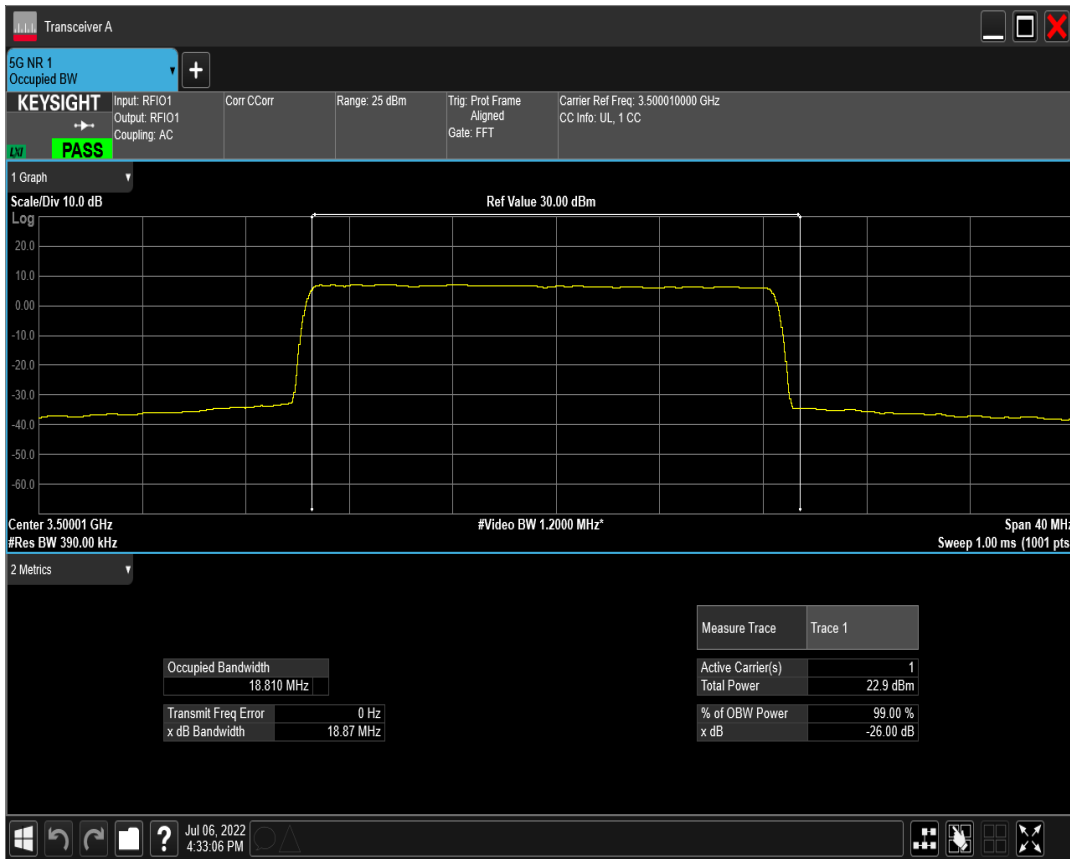 Transceiver A
5G NR 1
Occupied BW
KEYSIGHT
LXI
PASS
Input: RFIO1
Output: RFIO1
Coupling: AC
Corr CCorr
Range: 25 dBm
Trig: Prot Frame
Aligned
Gate: FFT
Carrier Ref Freq: 3.500010000 GHz
CC Info: UL, 1 CC
1 Graph
Scale/Div 10.0 dB
Ref Value 30.00 dBm
Log
20.0
10.0
0.00
-10.0
-20.0
-30.0
-40.0
-50.0
-60.0
Center 3.50001 GHz
#Video BW 1.2000 MHz*
Span 40 MHz
#Res BW 390.00 kHz
Sweep 1.00 ms (1001 pts
2 Metrics
Measure Trace Trace 1
Occupied Bandwidth
18.810 MHz
Active Carrier(s) 1
Total Power 22.9 dBm
Transmit Freq Error 0 Hz
x dB Bandwidth 18.87 MHz
% of OBW Power 99.00 %
x dB -26.00 dB
?
Jul 06, 2022
4:33:06 PM